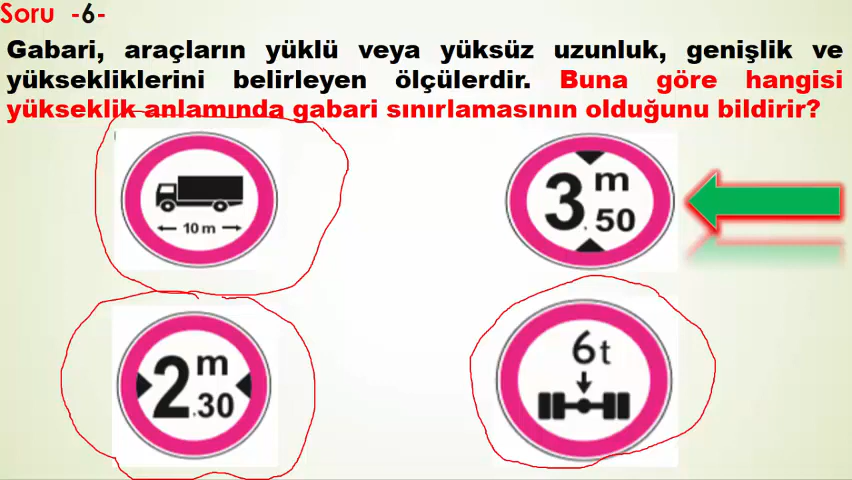 Soru -6-
Gabari, araçların yüklü veya yüksüz uzunluk, genişlik ve
yüksekliklerini belirleyen ölçülerdir. Buna göre hangisi
yükseklik anlamında gabari sınırlamasının olduğunu bildirir?
10 m
3 m .50
2 m .30
6t